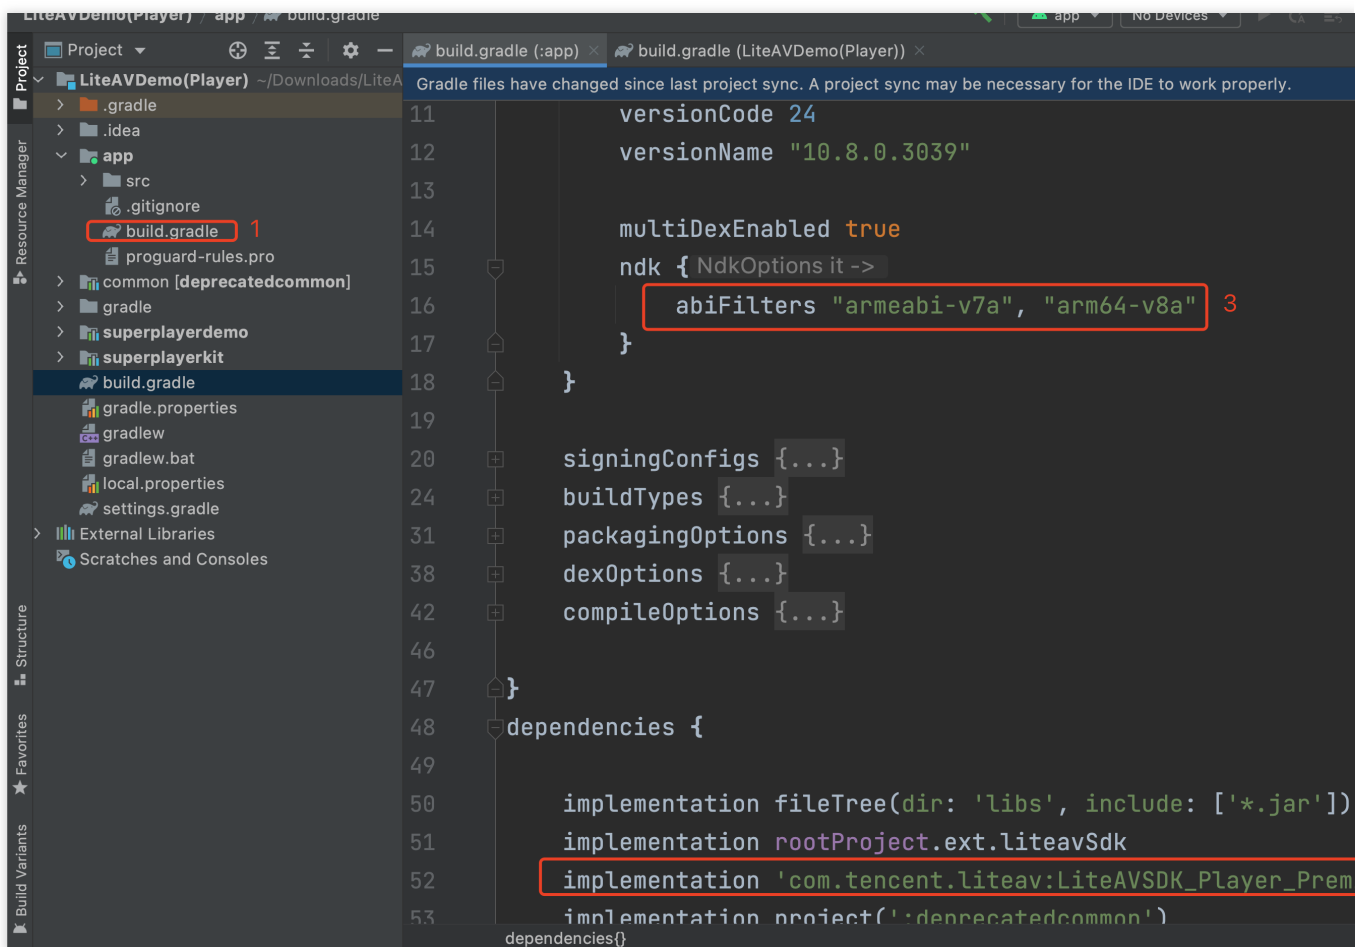 LiteAVDemo(Player) / app / build.gradle
app
No Devices
Project
build.gradle (:app) ×
build.gradle (LiteAVDemo(Player)) ×
Project
Resource Manager
Structure
Favorites
Build Variants
LiteAVDemo(Player) ~/Downloads/LiteA
.gradle
.idea
app
src
.gitignore
build.gradle 1
proguard-rules.pro
common [deprecatedcommon]
gradle
superplayerdemo
superplayerkit
build.gradle
gradle.properties
gradlew
gradlew.bat
local.properties
settings.gradle
External Libraries
Scratches and Consoles
Gradle files have changed since last project sync. A project sync may be necessary for the IDE to work properly.
11 versionCode 24
12 versionName "10.8.0.3039"
13
14 multiDexEnabled true
15 ndk { NdkOptions it ->
16 abiFilters "armeabi-v7a", "arm64-v8a" 3
17 }
18 }
19
20 signingConfigs {...}
24 buildTypes {...}
31 packagingOptions {...}
38 dexOptions {...}
42 compileOptions {...}
46
47 }
48 dependencies {
49
50 implementation fileTree(dir: 'libs', include: ['*.jar'])
51 implementation rootProject.ext.liteavSdk
52 implementation 'com.tencent.liteav:LiteAVSDK_Player_Prem
53 implementation project(':deprecatedcommon')
dependencies{}